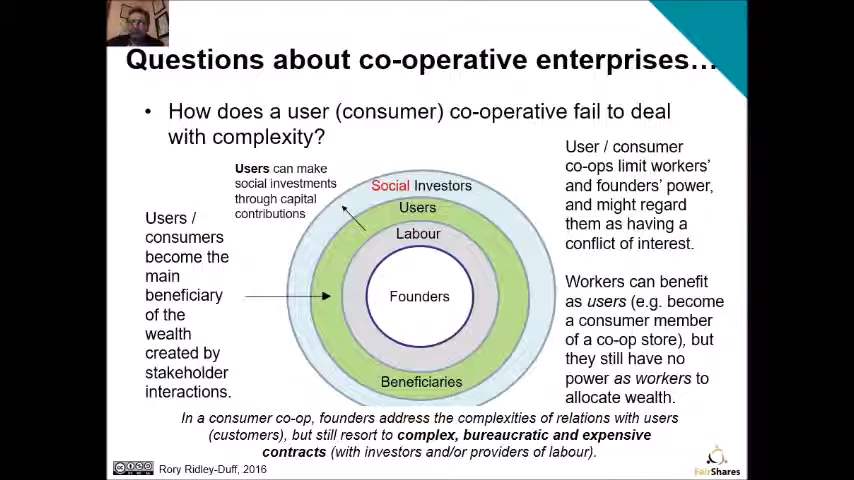 Questions about co-operative enterprises…
• How does a user (consumer) co-operative fail to deal
with complexity?
Users can make
social investments
through capital
contributions
Users /
consumers
become the
main
beneficiary
of the
wealth
created by
stakeholder
interactions.
Social Investors
Users
Labour
Founders
Beneficiaries
User / consumer
co-ops limit workers'
and founders' power,
and might regard
them as having a
conflict of interest.
Workers can benefit
as users (e.g. become
a consumer member
of a co-op store), but
they still have no
power as workers to
allocate wealth.
In a consumer co-op, founders address the complexities of relations with users
(customers), but still resort to complex, bureaucratic and expensive
contracts (with investors and/or providers of labour).
Rory Ridley-Duff, 2016
FairShares